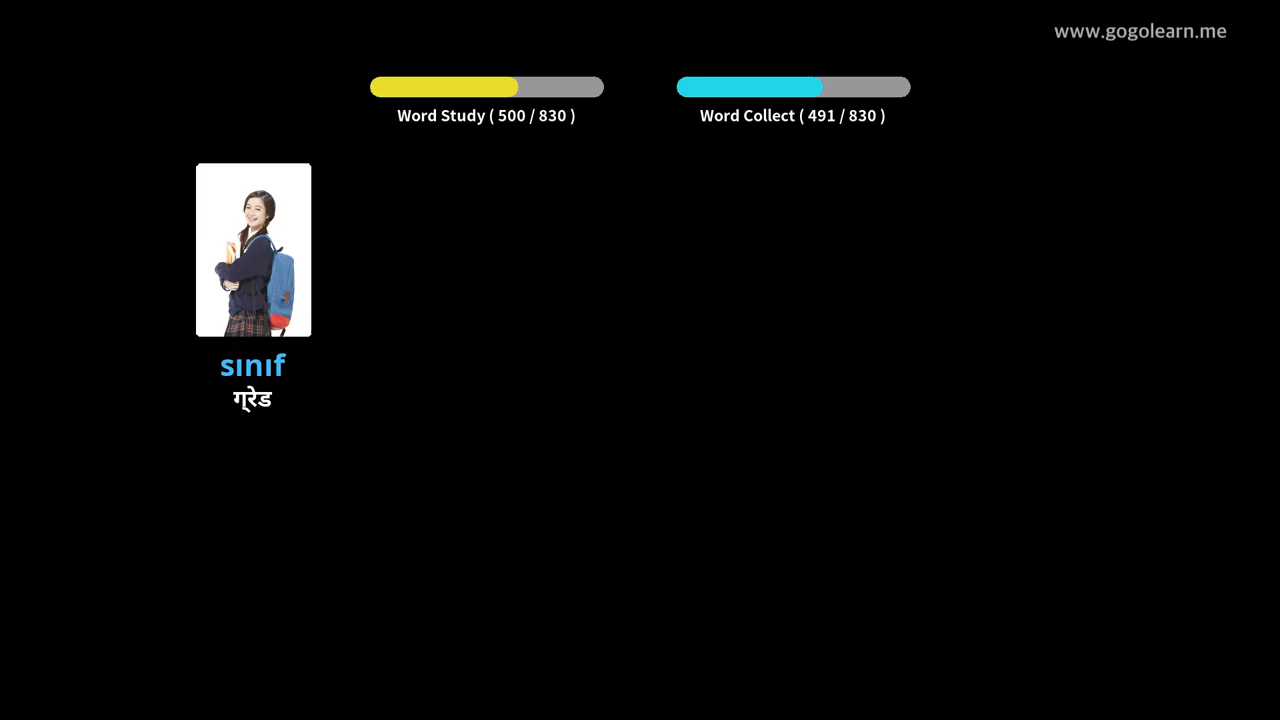 www.gogolearn.me
Word Study ( 500 / 830 )
Word Collect ( 491 / 830 )
sınıf
ग्रेड